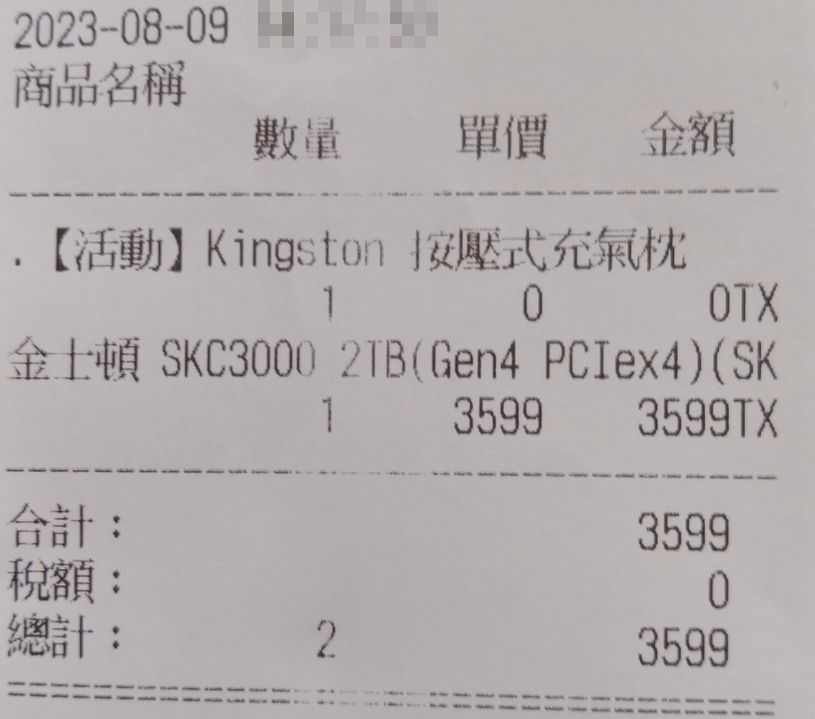 2023-08-09
商品名稱
數量 單價 金額
.【活動】Kingston 按壓式充氣枕
1 0 0TX
金士頓 SKC3000 2TB(Gen4 PCIex4)(SK
1 3599 3599TX
合計： 3599
稅額： 0
總計： 2 3599